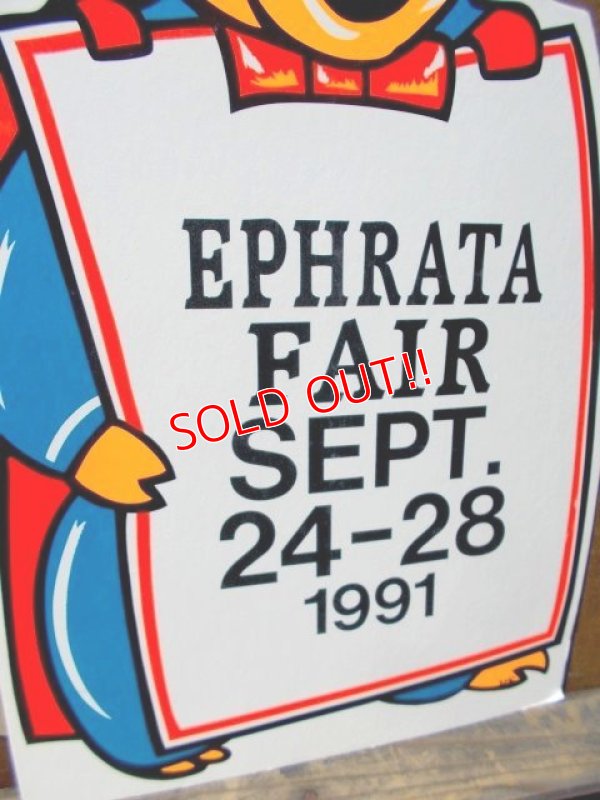 EPHRATA
FAIR
SOLD OUT!!
SEPT.
24-28
1991